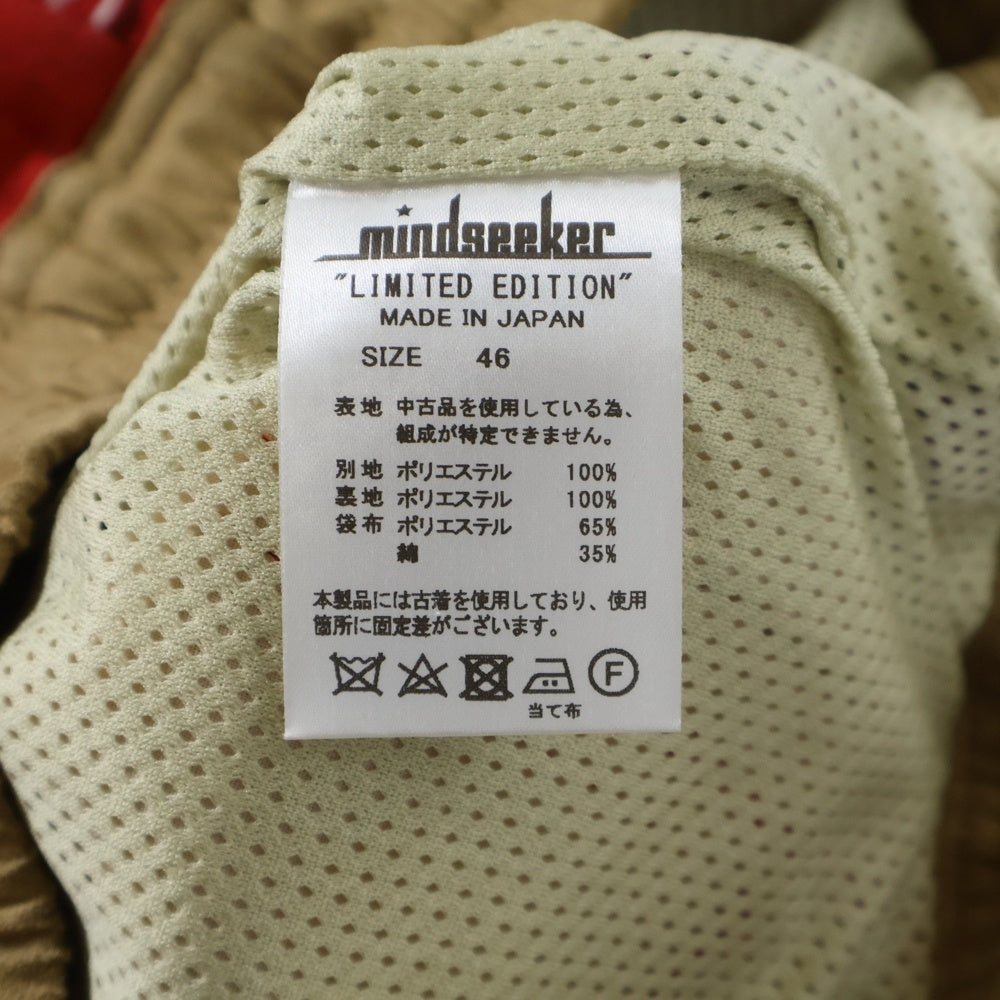 mindseeker
"LIMITED EDITION"
MADE IN JAPAN
SIZE 46
表地 中古品を使用している為、
組成が特定できません。
別地 ポリエステル 100%
裏地 ポリエステル 100%
袋布 ポリエステル 65%
綿 35%
本製品には古着を使用しており、使用
箇所に固定差がございます。
F
当て布